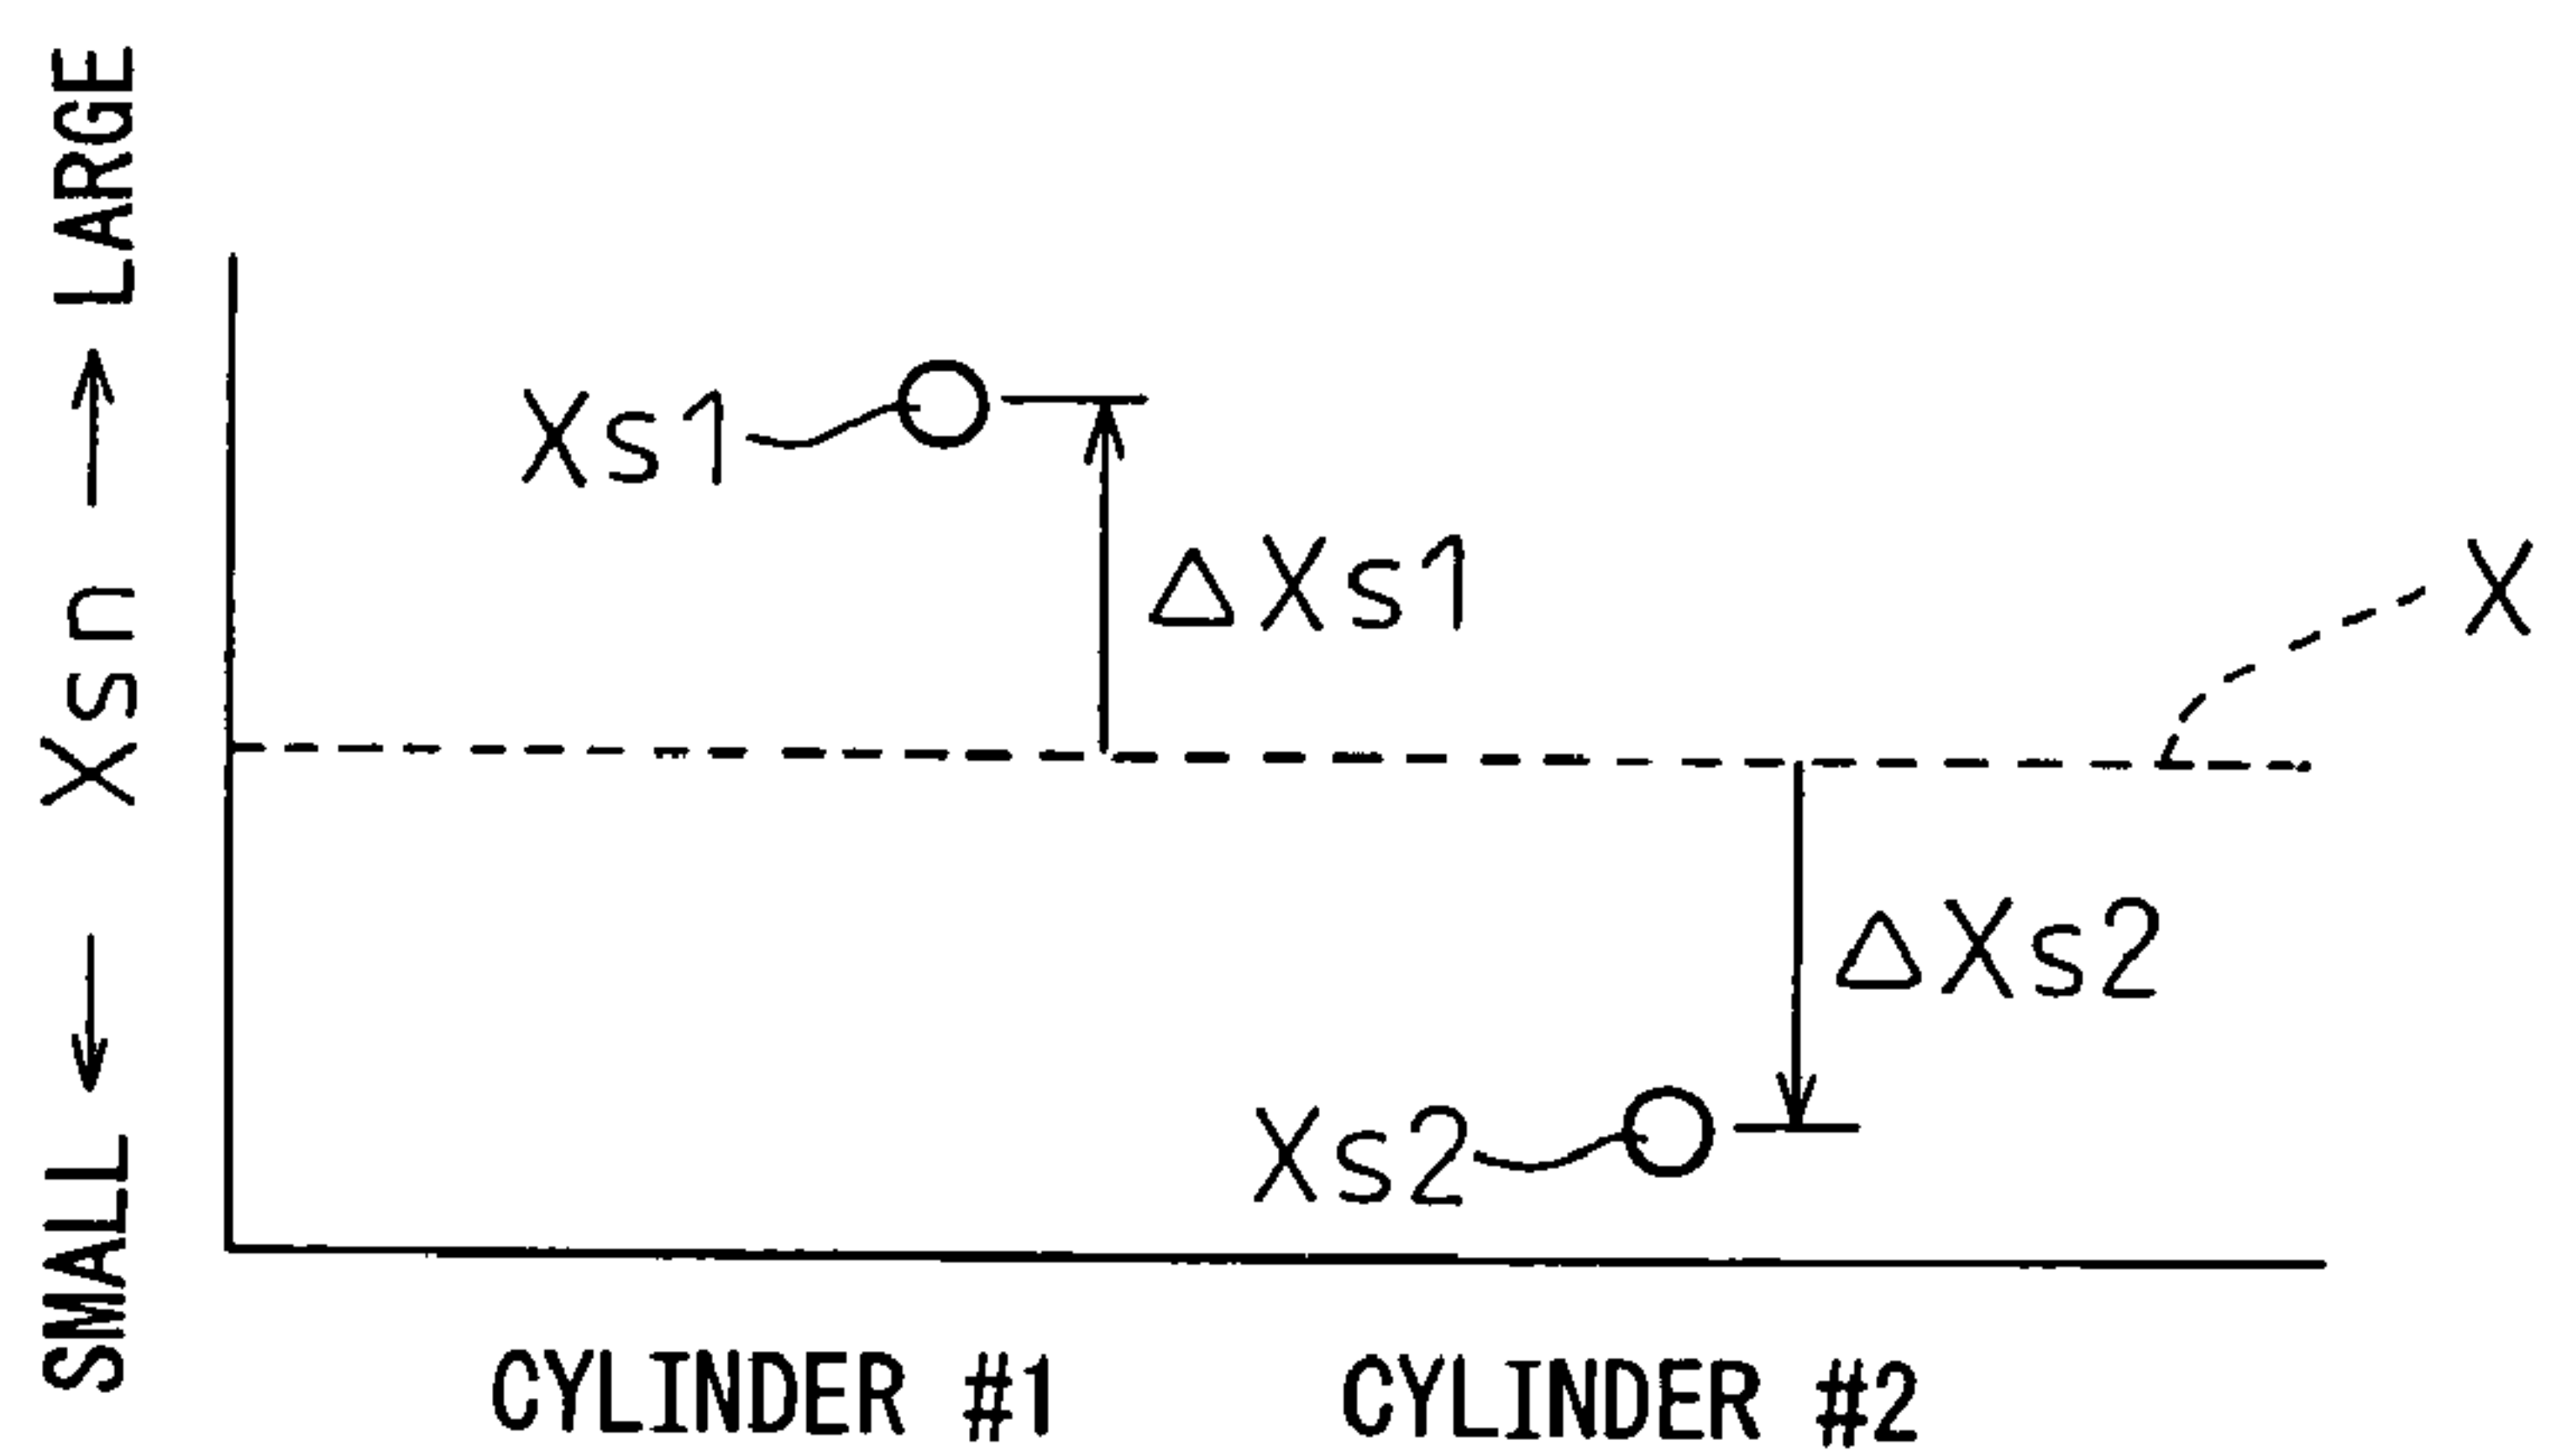 SMALL ← Xsn → LARGE
Xs1
ΔXs1
X
ΔXs2
Xs2
CYLINDER #1 CYLINDER #2